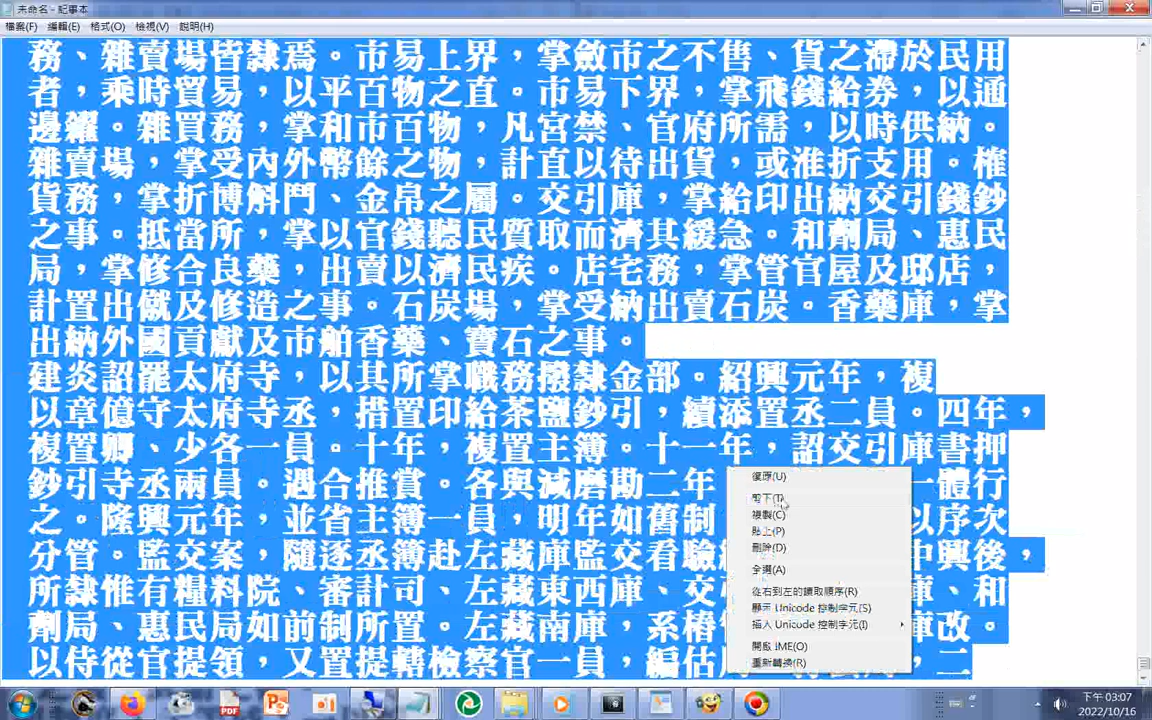 未命名 - 記事本
檔案(F) 編輯(E) 格式(O) 檢視(V) 說明(H)
務、雜賣場皆隸焉。市易上界，掌斂市之不售、貨之滯於民用
者，乘時貿易，以平百物之直。市易下界，掌飛錢給券，以通
邊糴。雜買務，掌和市百物，凡宮禁、官府所需，以時供納。
雜賣場，掌受內外幣餘之物，計直以待出貨，或准折支用。榷
貨務，掌折博斛鬥、金帛之屬。交引庫，掌給印出納交引錢鈔
之事。抵當所，掌以官錢聽民質取而濟其緩急。和劑局、惠民
局，掌修合良藥，出賣以濟民疾。店宅務，掌管官屋及邸店，
計置出僦及修造之事。石炭場，掌受納出賣石炭。香藥庫，掌
出納外國貢獻及市舶香藥、寶石之事。
建炎詔罷太府寺，以其所掌職務撥隸金部。紹興元年，複
以章億守太府寺丞，措置印給茶鹽鈔引，續添置丞二員。四年，
複置卿、少各一員。十年，複置主簿。十一年，詔交引庫書押
鈔引寺丞兩員。遇合推賞。各與減磨勘二年 一體行
之。隆興元年，並省主簿一員，明年如舊制 以序次
分管。監交案，隨逐丞簿赴左藏庫監交看驗 中興後，
所隸惟有糧料院、審計司、左藏東西庫、交 庫、和
劑局、惠民局如前制所置。左藏南庫，系樁 庫改。
以侍從官提領，又置提轄檢察官一員，編估 二
復原(U)
剪下(T)
複製(C)
貼上(P)
刪除(D)
全選(A)
從右到左的讀取順序(R)
顯示 Unicode 控制字元(S)
插入 Unicode 控制字元(I)
開啟 IME(O)
重新轉換(R)
下午 03:07
2022/10/16